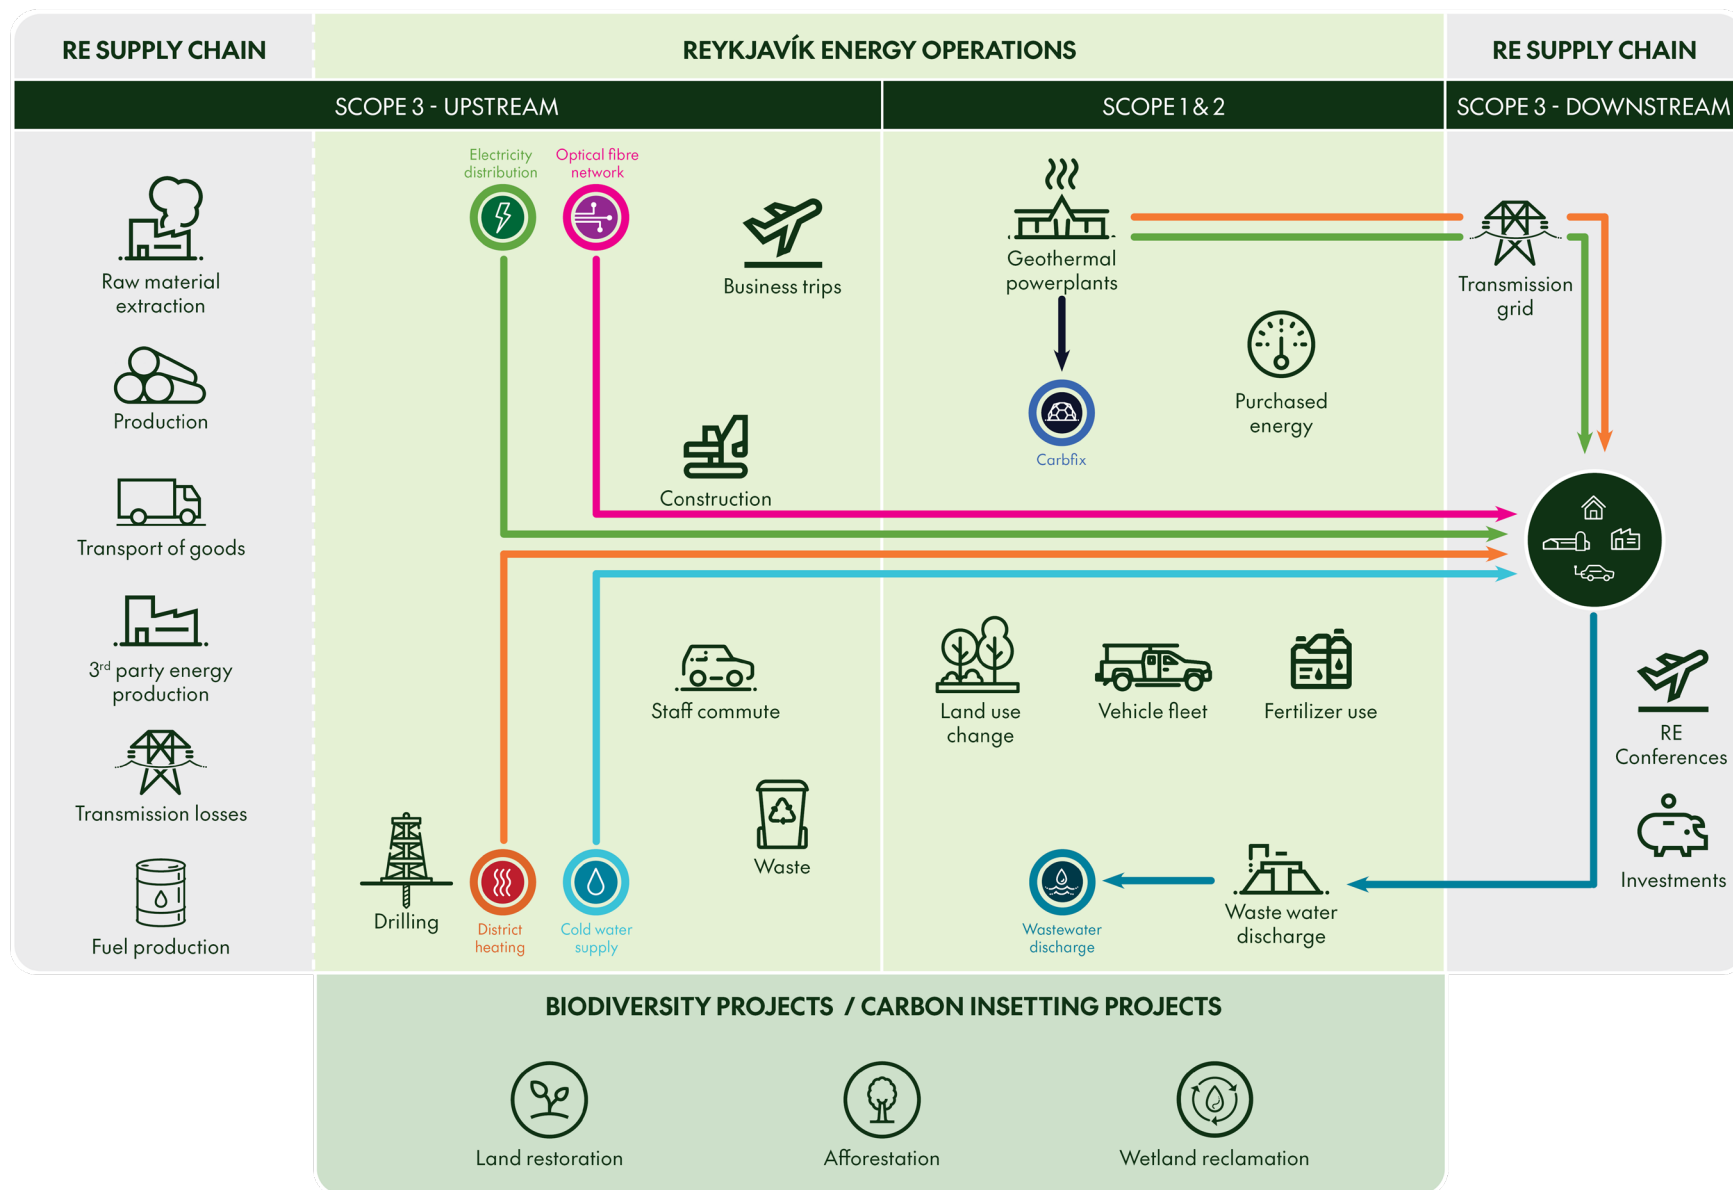 RE SUPPLY CHAIN
REYKJAVÍK ENERGY OPERATIONS
RE SUPPLY CHAIN
SCOPE 3 - UPSTREAM
SCOPE 1 & 2
SCOPE 3 - DOWNSTREAM
Raw material
extraction
Production
Transport of goods
3rd party energy
production
Transmission losses
Fuel production
Electricity
distribution
Optical fibre
network
Business trips
Construction
Staff commute
Waste
Drilling
District
heating
Cold water
supply
Geothermal
powerplants
Carbfix
Purchased
energy
Land use
change
Vehicle fleet
Fertilizer use
Wastewater
discharge
Waste water
discharge
Transmission
grid
RE
Conferences
Investments
BIODIVERSITY PROJECTS / CARBON INSETTING PROJECTS
Land restoration
Afforestation
Wetland reclamation